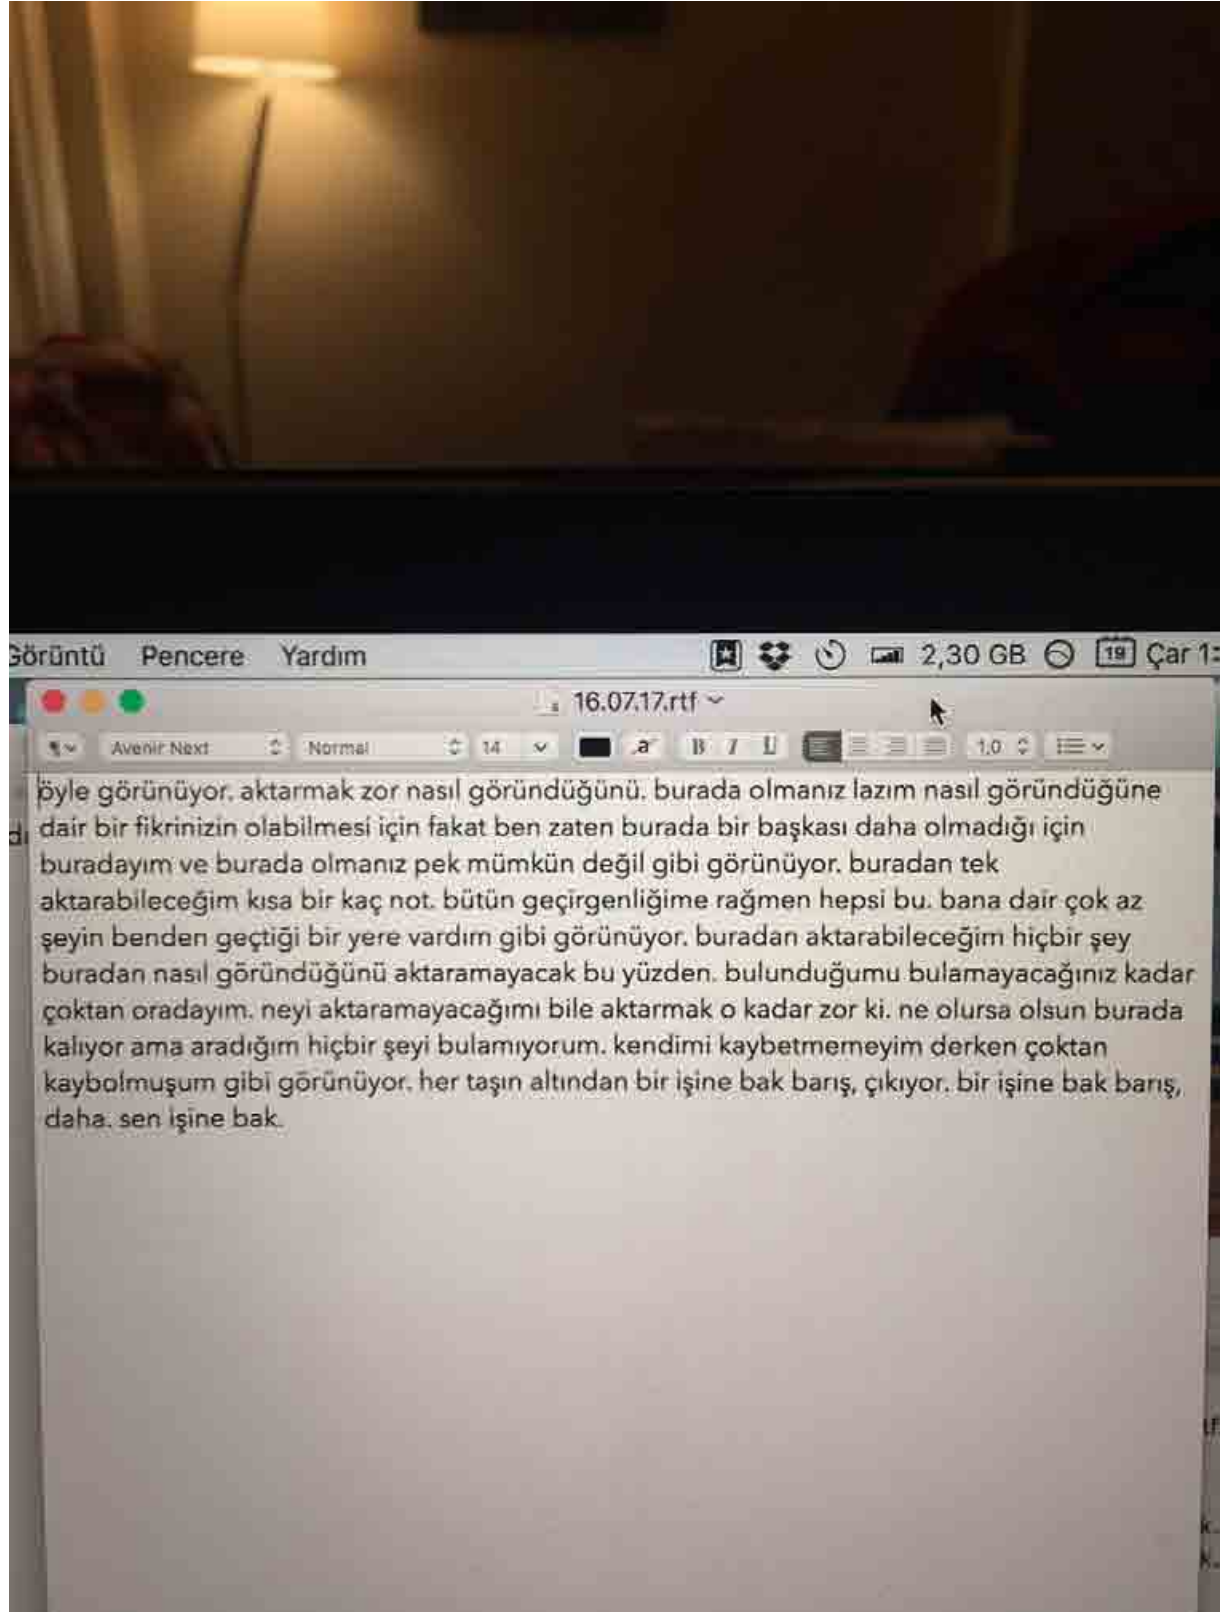 Görüntü Pencere Yardım 2,30 GB 19 Çar
16.07.17.rtf
Avenir Next Normal 14 a B I U 1,0
öyle görünüyor. aktarmak zor nasıl göründüğünü. burada olmanız lazım nasıl göründüğüne
dair bir fikrinizin olabilmesi için fakat ben zaten burada bir başkası daha olmadığı için
buradayım ve burada olmanız pek mümkün değil gibi görünüyor. buradan tek
aktarabileceğim kısa bir kaç not. bütün geçirgenliğime rağmen hepsi bu. bana dair çok az
şeyin benden geçtiği bir yere vardım gibi görünüyor. buradan aktarabileceğim hiçbir şey
buradan nasıl göründüğünü aktaramayacak bu yüzden. bulunduğumu bulamayacağınız kadar
çoktan oradayım. neyi aktaramayacağımı bile aktarmak o kadar zor ki. ne olursa olsun burada
kalıyor ama aradığım hiçbir şeyi bulamıyorum. kendimi kaybetmemeyim derken çoktan
kaybolmuşum gibi görünüyor. her taşın altından bir işine bak barış, çıkıyor. bir işine bak barış,
daha. sen işine bak.